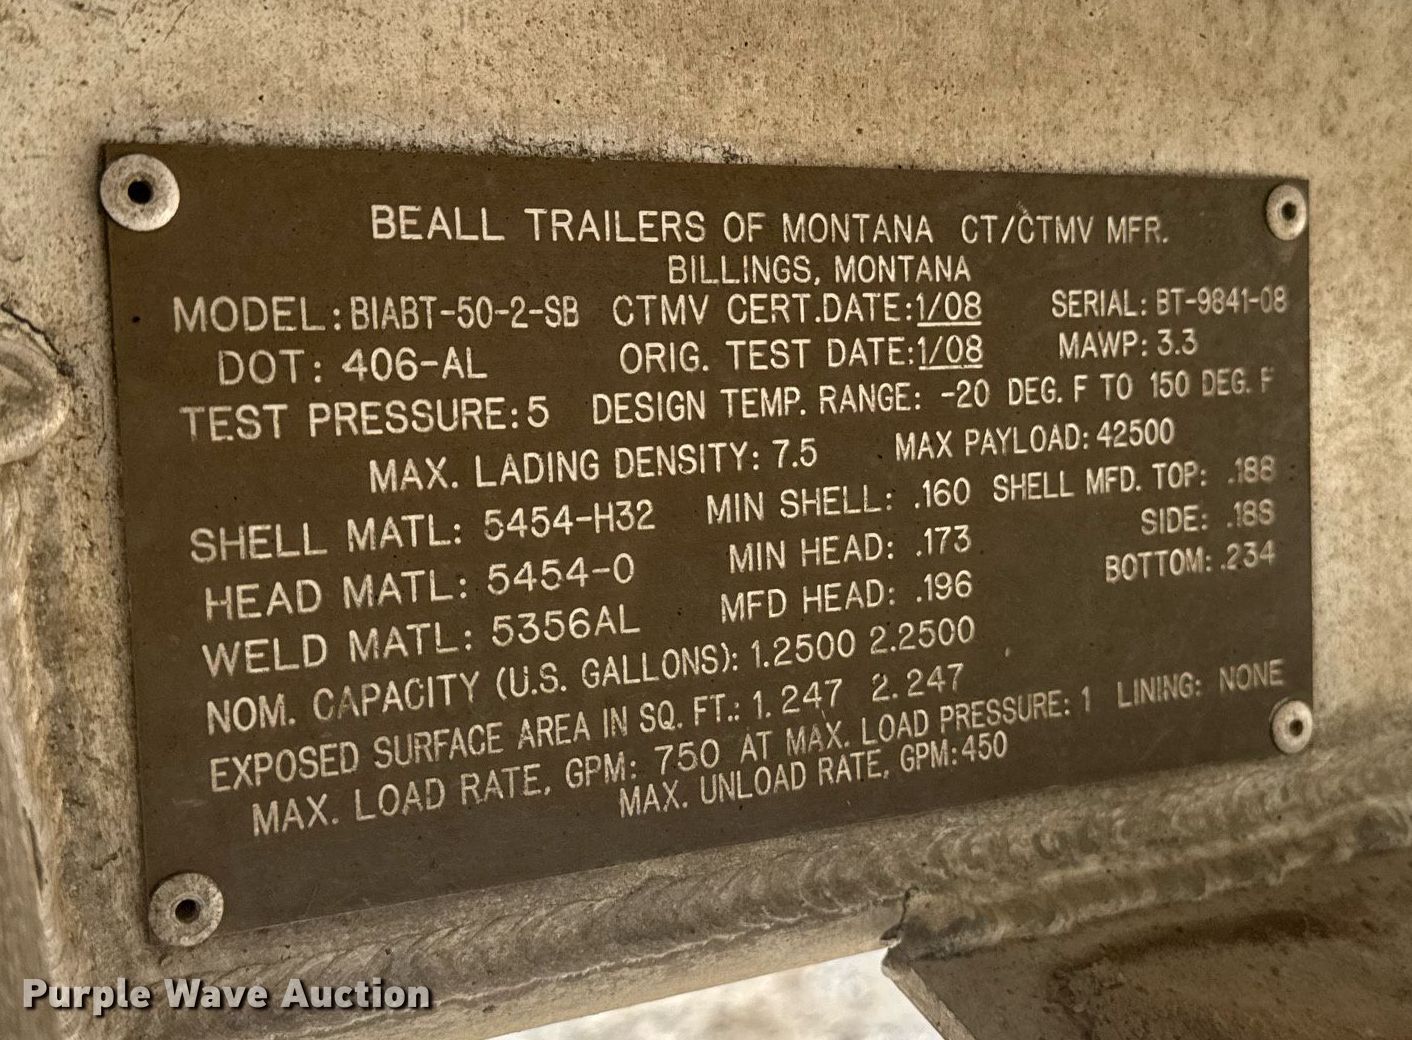 BEALL TRAILERS OF MONTANA CT/CTMV MFR.
BILLINGS, MONTANA
MODEL: BIABT-50-2-SB CTMV CERT.DATE:1/08 SERIAL: BT-9841-08
DOT: 406-AL ORIG. TEST DATE:1/08 MAWP: 3.3
TEST PRESSURE: 5 DESIGN TEMP. RANGE: -20 DEG. F TO 150 DEG. F
MAX. LADING DENSITY: 7.5 MAX PAYLOAD: 42500
SHELL MATL: 5454-H32 MIN SHELL: .160 SHELL MFD. TOP: .188
HEAD MATL: 5454-0 MIN HEAD: .173 SIDE: .18S
WELD MATL: 5356AL MFD HEAD: .196 BOTTOM: .234
NOM. CAPACITY (U.S. GALLONS): 1.2500 2.2500
EXPOSED SURFACE AREA IN SQ. FT.: 1. 247 2. 247
MAX. LOAD RATE, GPM: 750 AT MAX. LOAD PRESSURE: 1 LINING: NONE
MAX. UNLOAD RATE, GPM:450
Purple Wave Auction